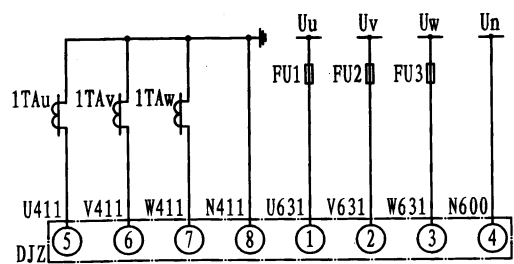 Uu Uv Uw Un
FU1 FU2 FU3
1TAu 1TAv 1TAw
U411 V411 W411 N411 U631 V631 W631 N600
5 6 7 8 1 2 3 4
DJZ